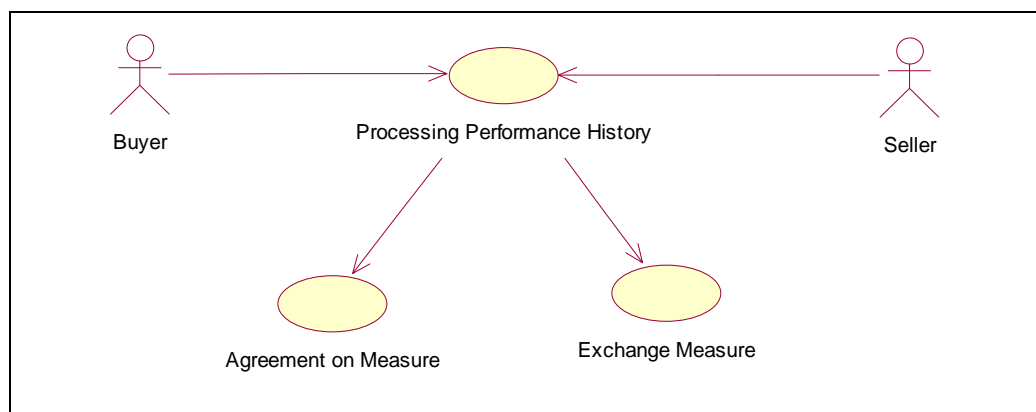 Processing Performance History
Buyer
Seller
Agreement on Measure
Exchange Measure